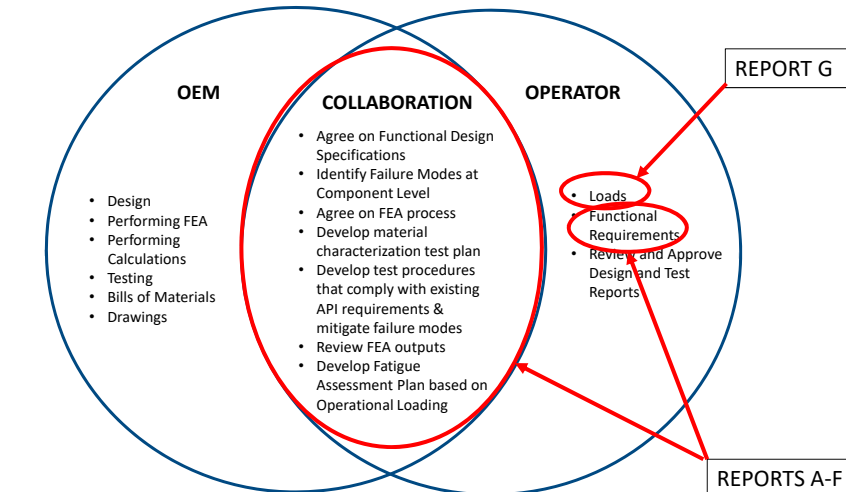 OEM
• Design
• Performing FEA
• Performing
Calculations
• Testing
• Bills of Materials
• Drawings
COLLABORATION
• Agree on Functional Design
Specifications
• Identify Failure Modes at
Component Level
• Agree on FEA process
• Develop material
characterization test plan
• Develop test procedures
that comply with existing
API requirements &
mitigate failure modes
• Review FEA outputs
• Develop Fatigue
Assessment Plan based on
Operational Loading
OPERATOR
• Loads
• Functional
Requirements
• Review and Approve
Design and Test
Reports
REPORT G
REPORTS A-F